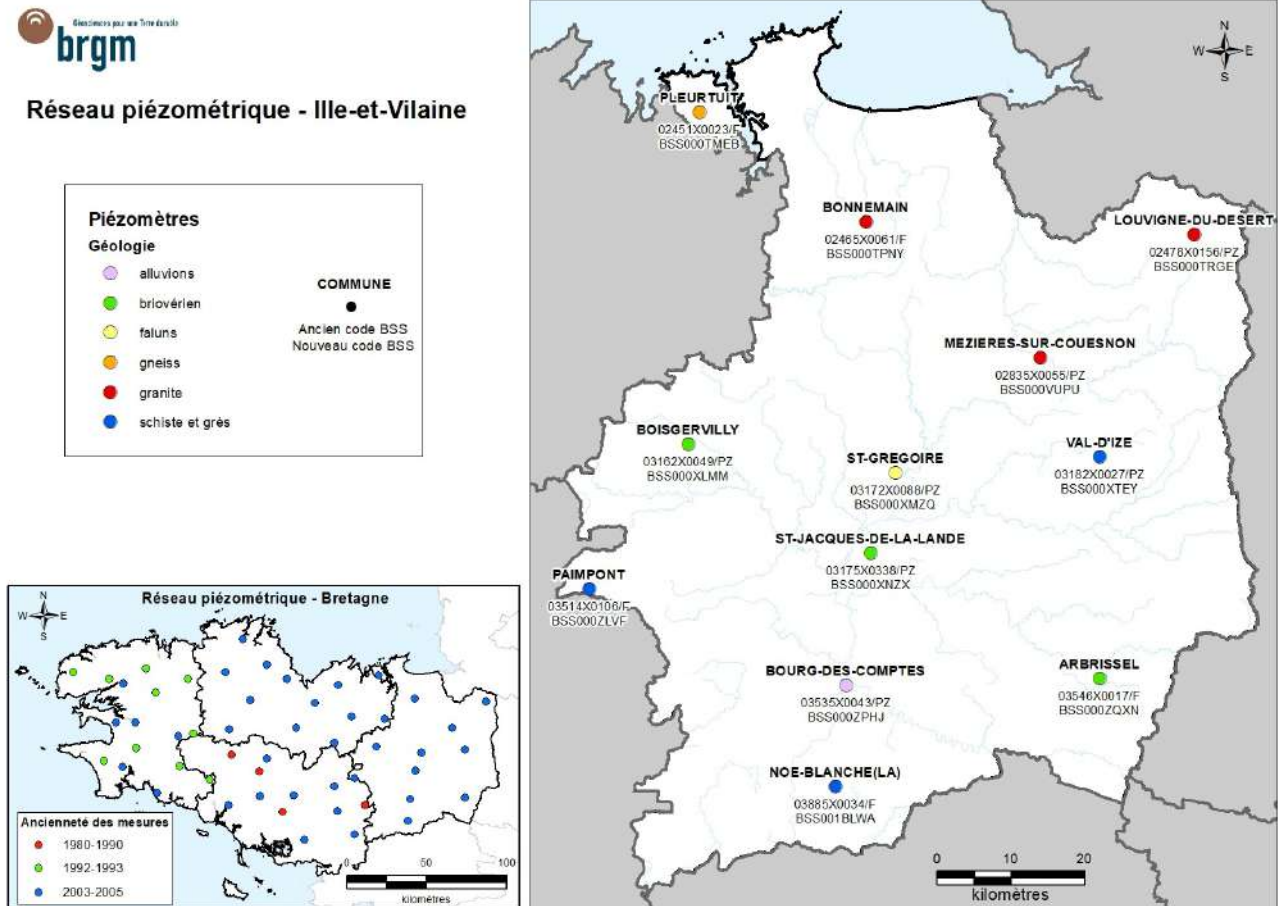 Géosciences pour une Terre durable
brgm
Réseau piézométrique - Ille-et-Vilaine
Piézomètres
Géologie
alluvions
briovérien
faluns
gneiss
granite
schiste et grès
COMMUNE
Ancien code BSS
Nouveau code BSS
N
W E
S
PLEURTUIT
02451X0023/F
BSS000TMEB
BONNEMAIN
02465X0061/F
BSS000TPNY
LOUVIGNE-DU-DESERT
02478X0156/PZ
BSS000TRGE
MEZIERES-SUR-COUESNON
02835X0055/PZ
BSS000VUPU
BOISGERVILLY
03162X0049/PZ
BSS000XLMM
ST-GREGOIRE
03172X0088/PZ
BSS000XMZQ
VAL-D'IZE
03182X0027/PZ
BSS000XTEY
ST-JACQUES-DE-LA-LANDE
03175X0338/PZ
BSS000XNZX
PAIMPONT
03514X0106/F
BSS000ZLVF
BOURG-DES-COMPTES
03535X0043/PZ
BSS000ZPHJ
ARBRISSEL
03546X0017/F
BSS000ZQXN
NOE-BLANCHE(LA)
03885X0034/F
BSS001BLWA
0 10 20
kilomètres
Réseau piézométrique - Bretagne
N
W E
S
Ancienneté des mesures
1980-1990
1992-1993
2003-2005
0 50 100
kilomètres